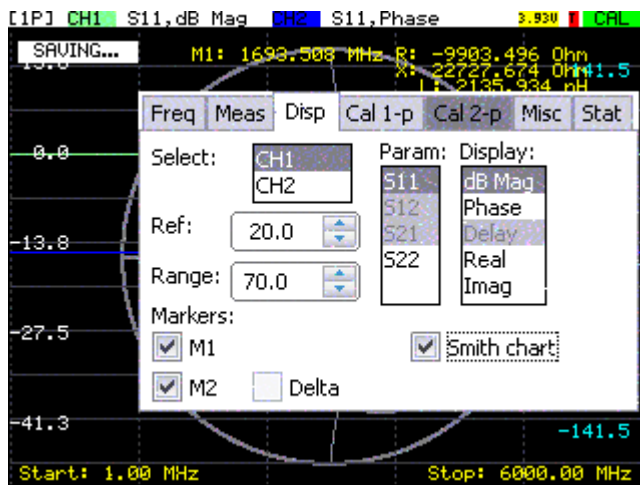 [1P] CH1 S11,dB Mag CH2 S11,Phase 3.93V T CAL
SAVING...
M1: 1693.508 MHz R: -9903.496 Ohm
X: 22727.674 Ohm
141.5
L: 2135.934 nH
Freq Meas Disp Cal 1-p Cal 2-p Misc Stat
0.0
Select: CH1 CH2
Param: S11 S12 S21 S22
Display: dB Mag Phase Delay Real Imag
Ref: 20.0
-13.8
Range: 70.0
Markers:
-27.5
M1
Smith chart
M2 Delta
-41.3
-141.5
Start: 1.00 MHz Stop: 6000.00 MHz